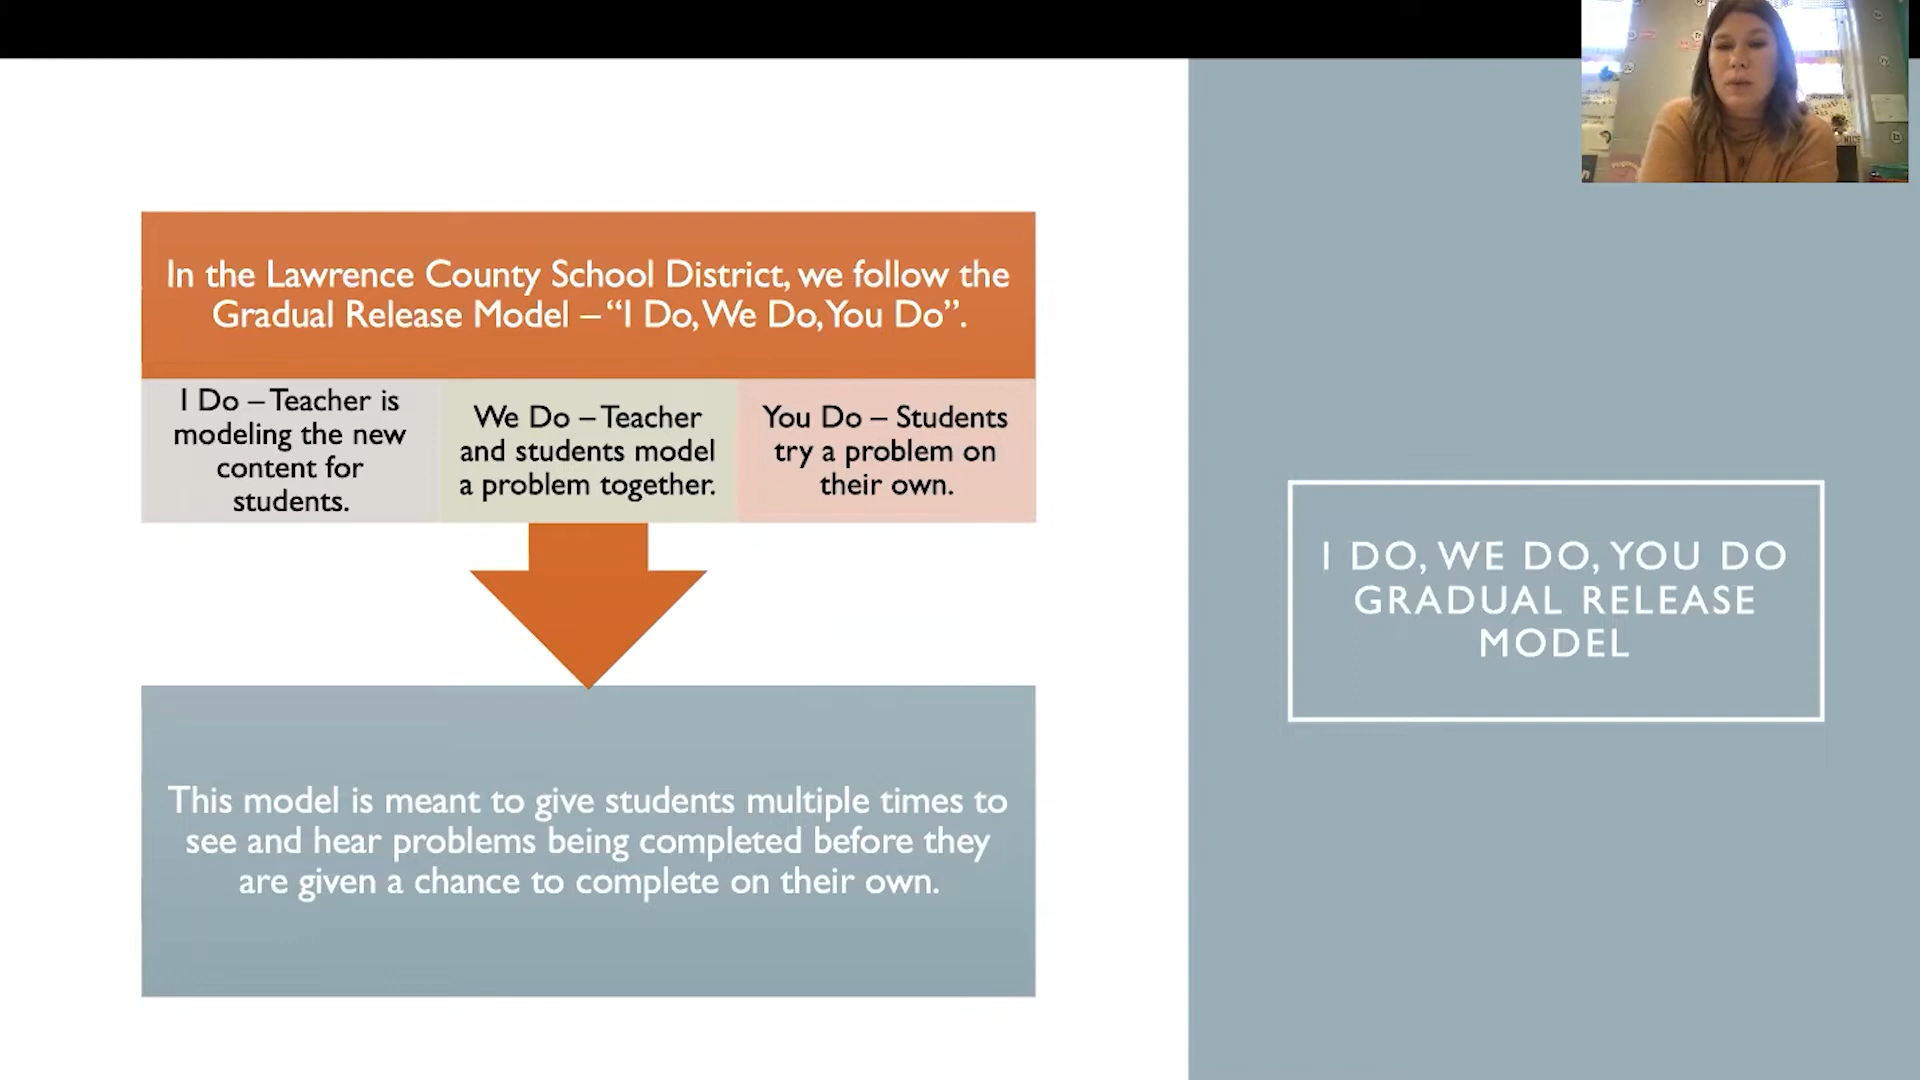 In the Lawrence County School District, we follow the
Gradual Release Model – “I Do, We Do, You Do”.
I Do – Teacher is
modeling the new
content for
students.
We Do – Teacher
and students model
a problem together.
You Do – Students
try a problem on
their own.
This model is meant to give students multiple times to
see and hear problems being completed before they
are given a chance to complete on their own.
I DO, WE DO, YOU DO
GRADUAL RELEASE
MODEL